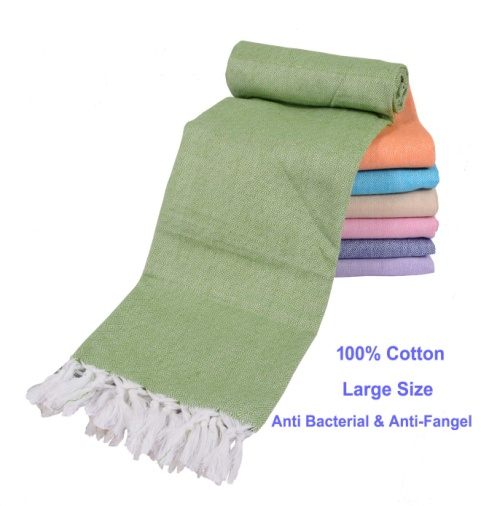 100% Cotton
Large Size
Anti Bacterial & Anti-Fangel